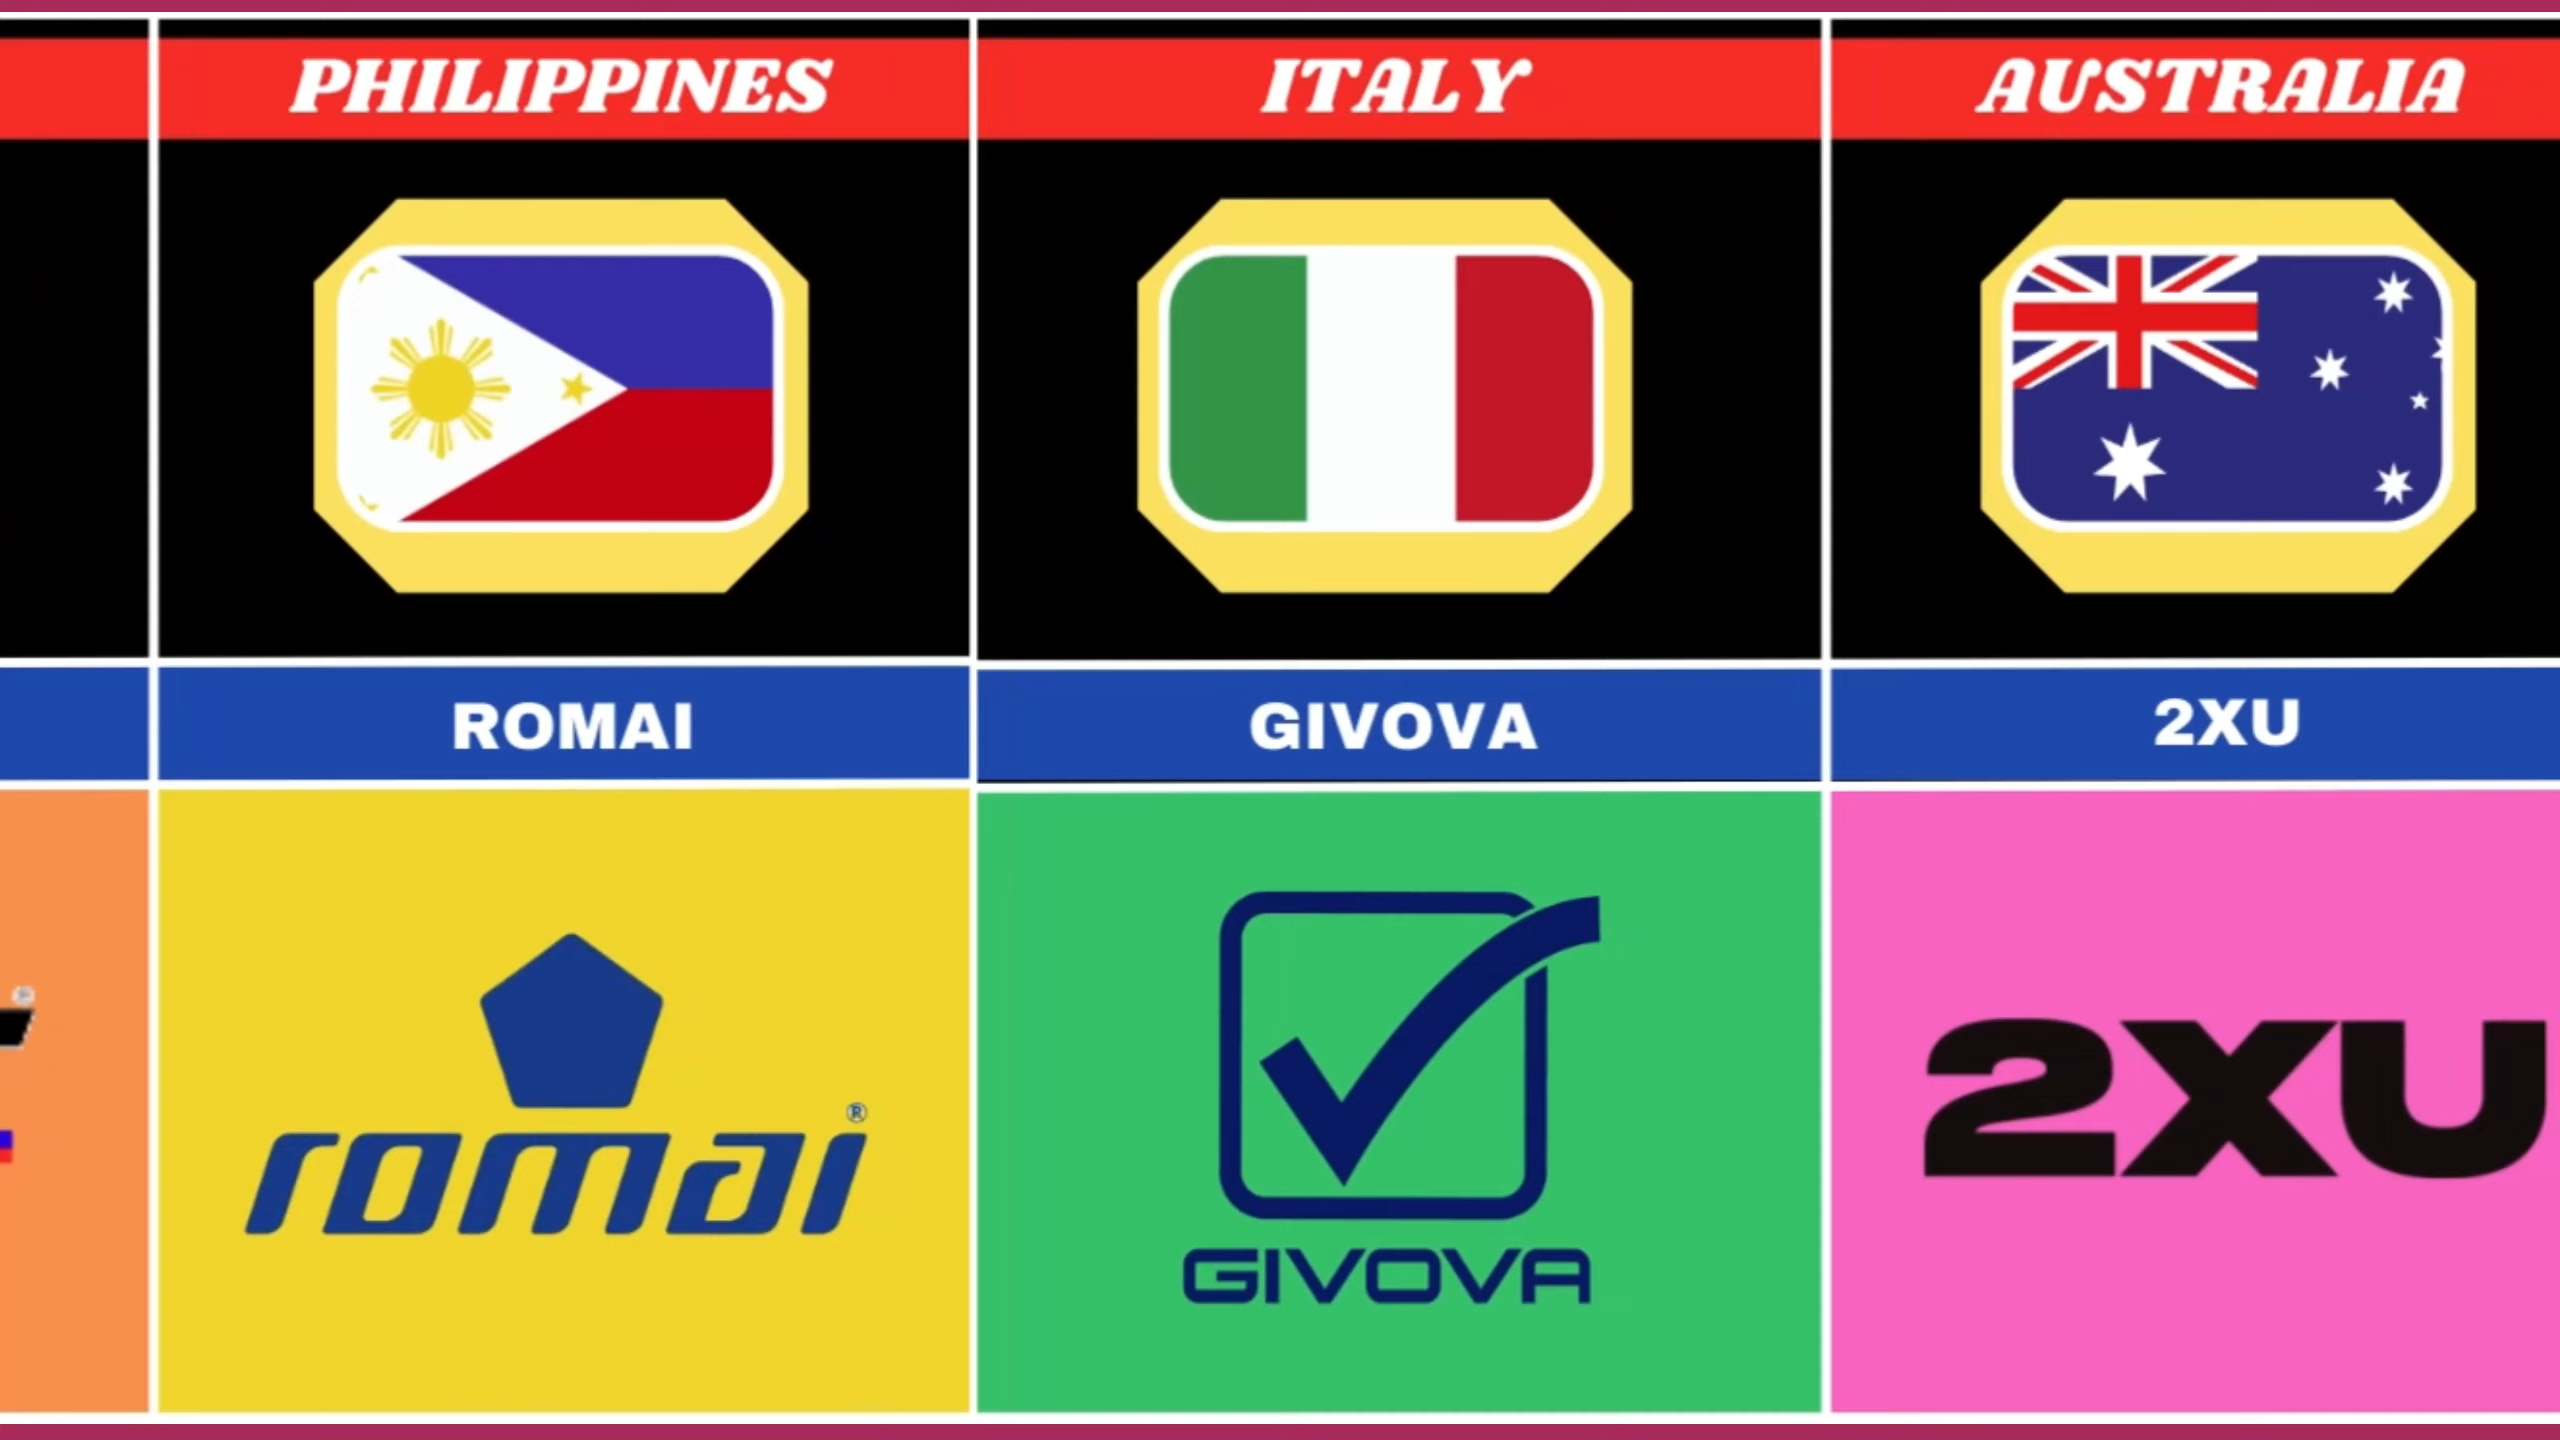 PHILIPPINES
ITALY
AUSTRALIA
ROMAI
GIVOVA
2XU
romai®
GIVOVA
2XU
®